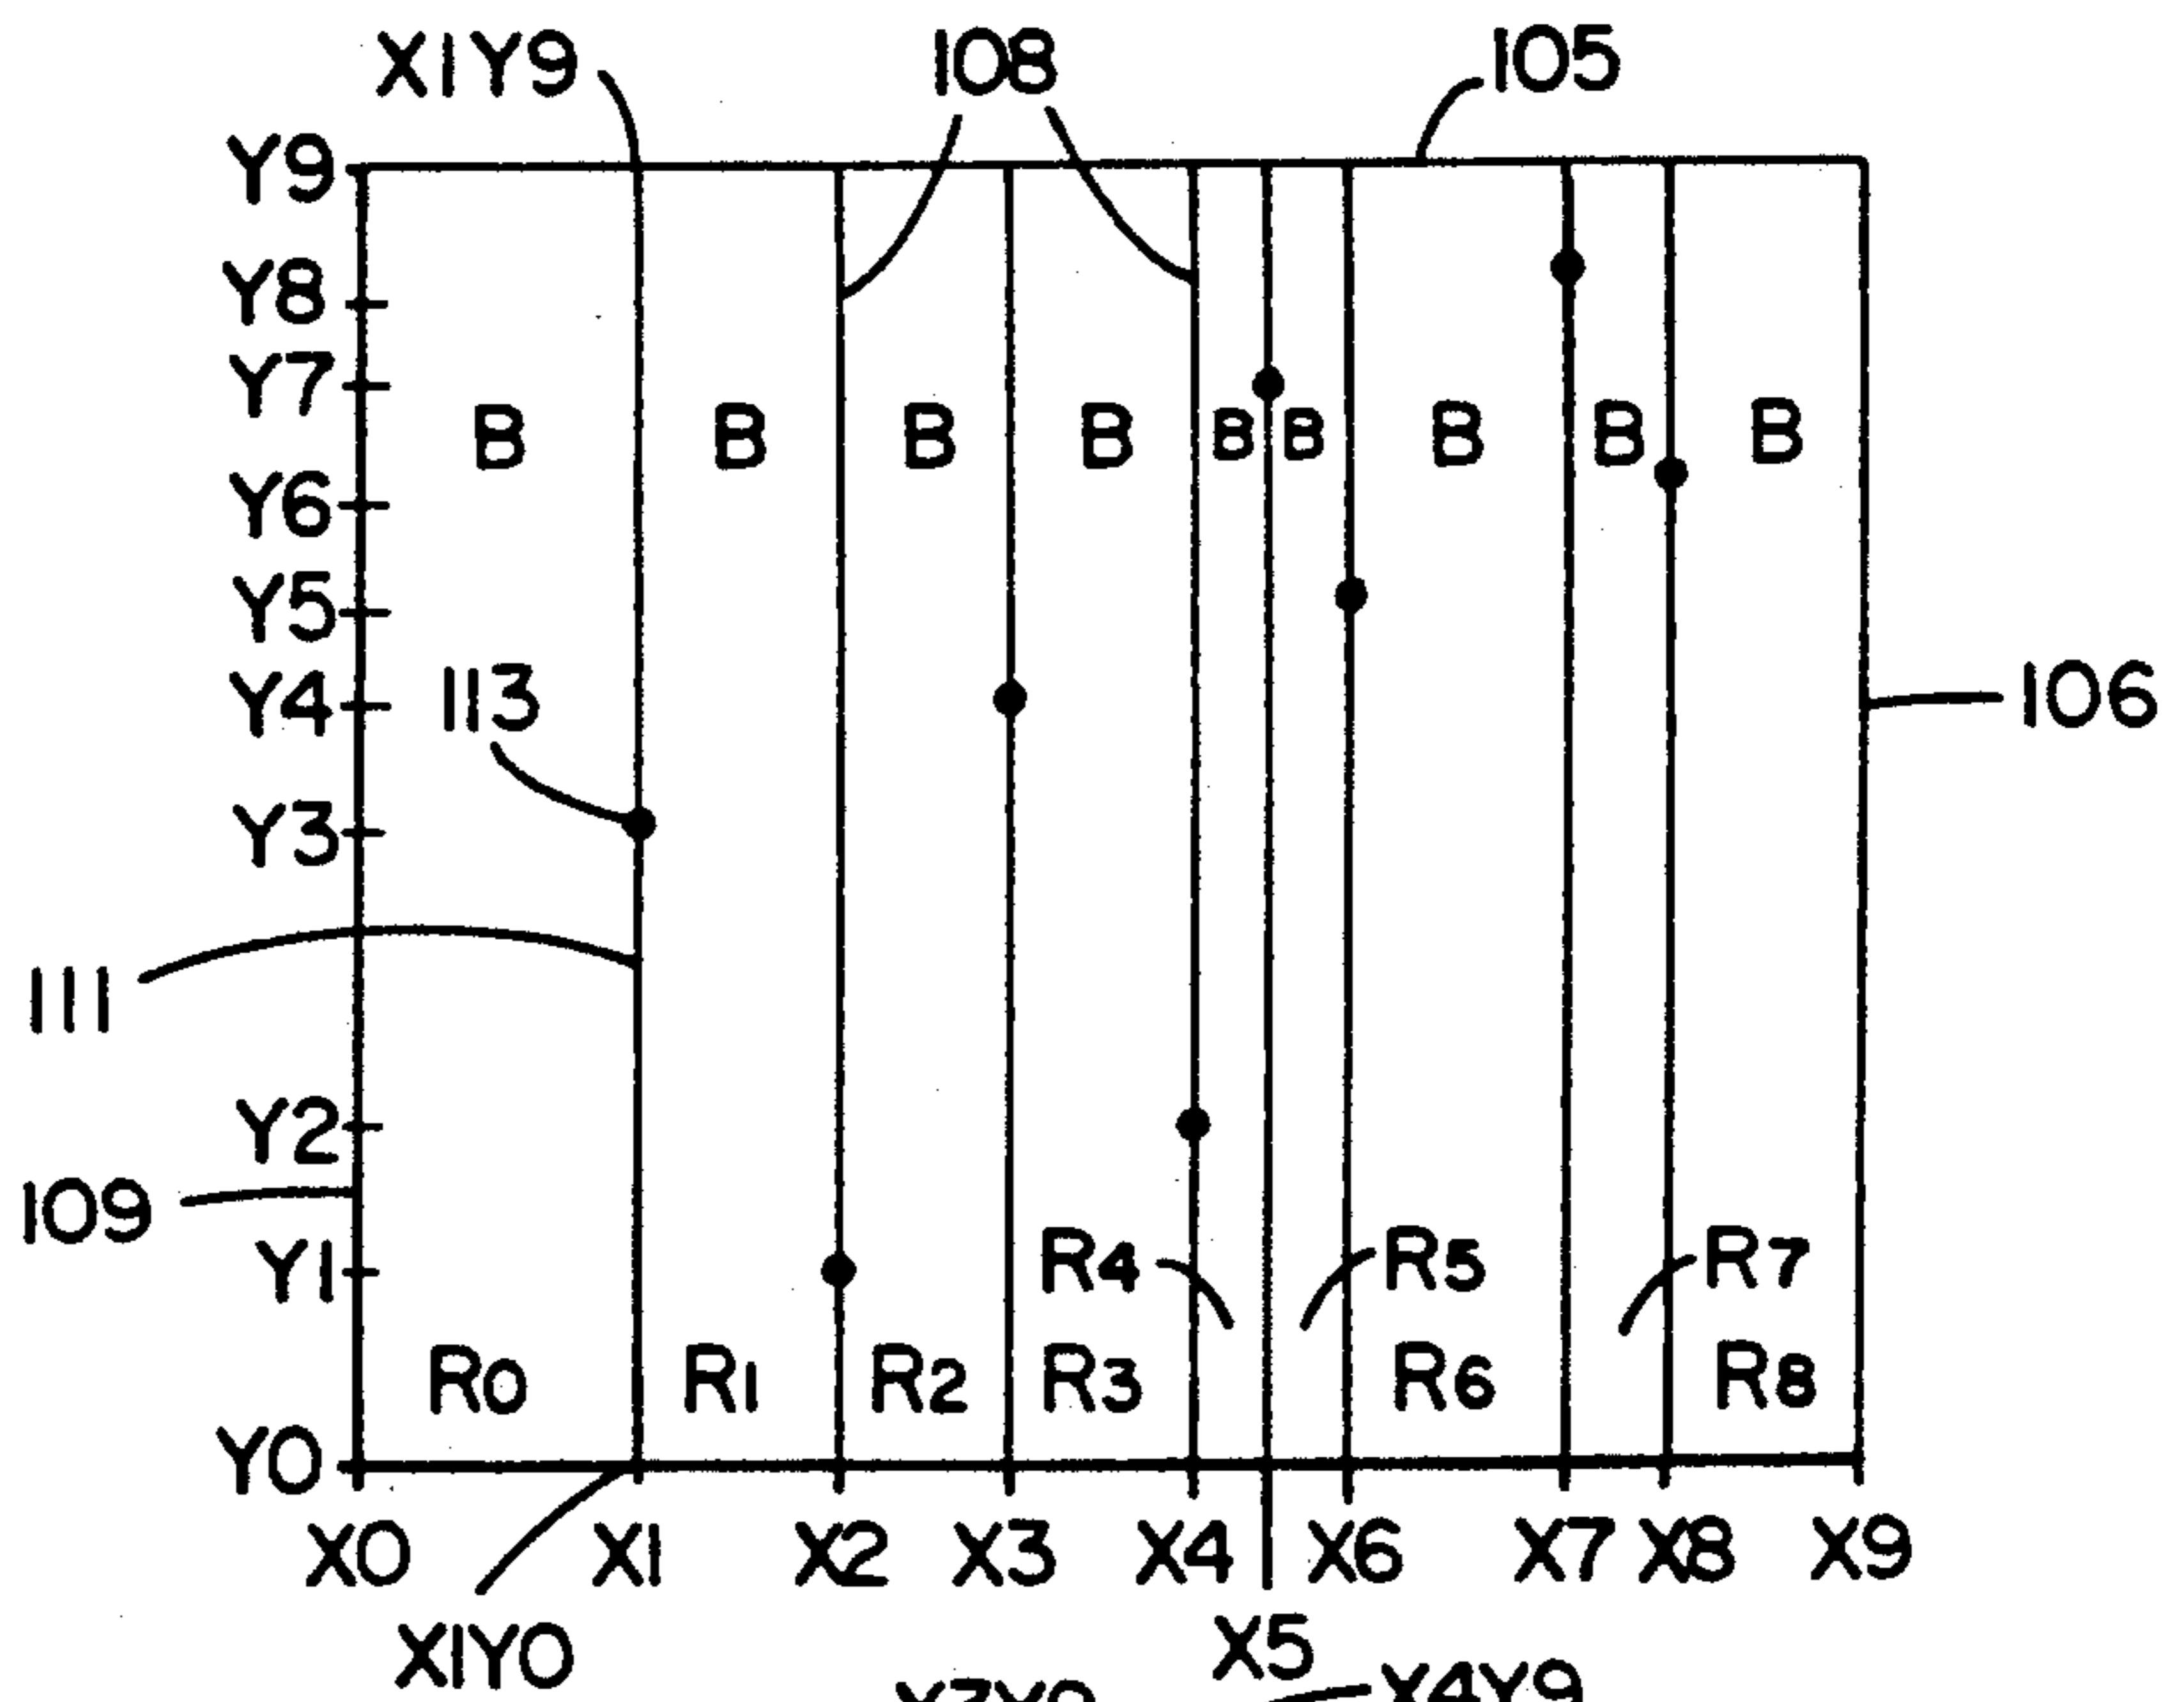 X1Y9 108 105
Y9
Y8
Y7
B B B B B B B B B
Y6
Y5
Y4 113 106
Y3
111
Y2
109
Y1 R4 R5 R7
R0 R1 R2 R3 R6 R8
Y0
X0 X1 X2 X3 X4 X6 X7 X8 X9
X1Y0 X5
X4Y9